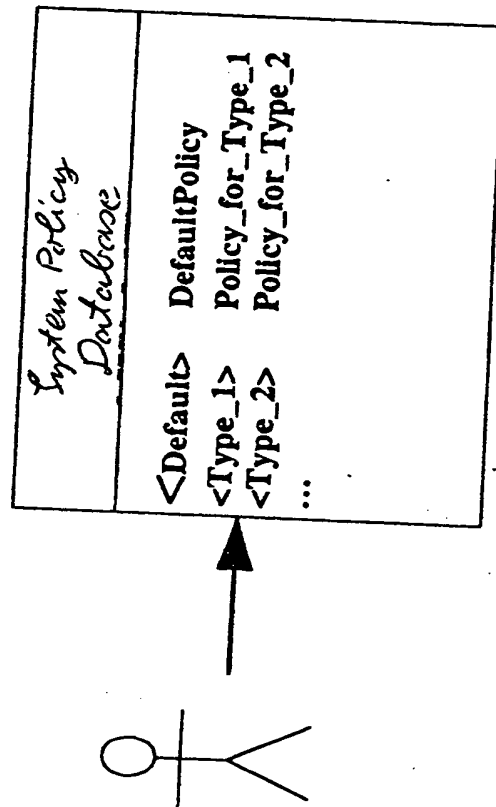 System Policy
Database
<Default> DefaultPolicy
<Type_1> Policy_for_Type_1
<Type_2> Policy_for_Type_2
...